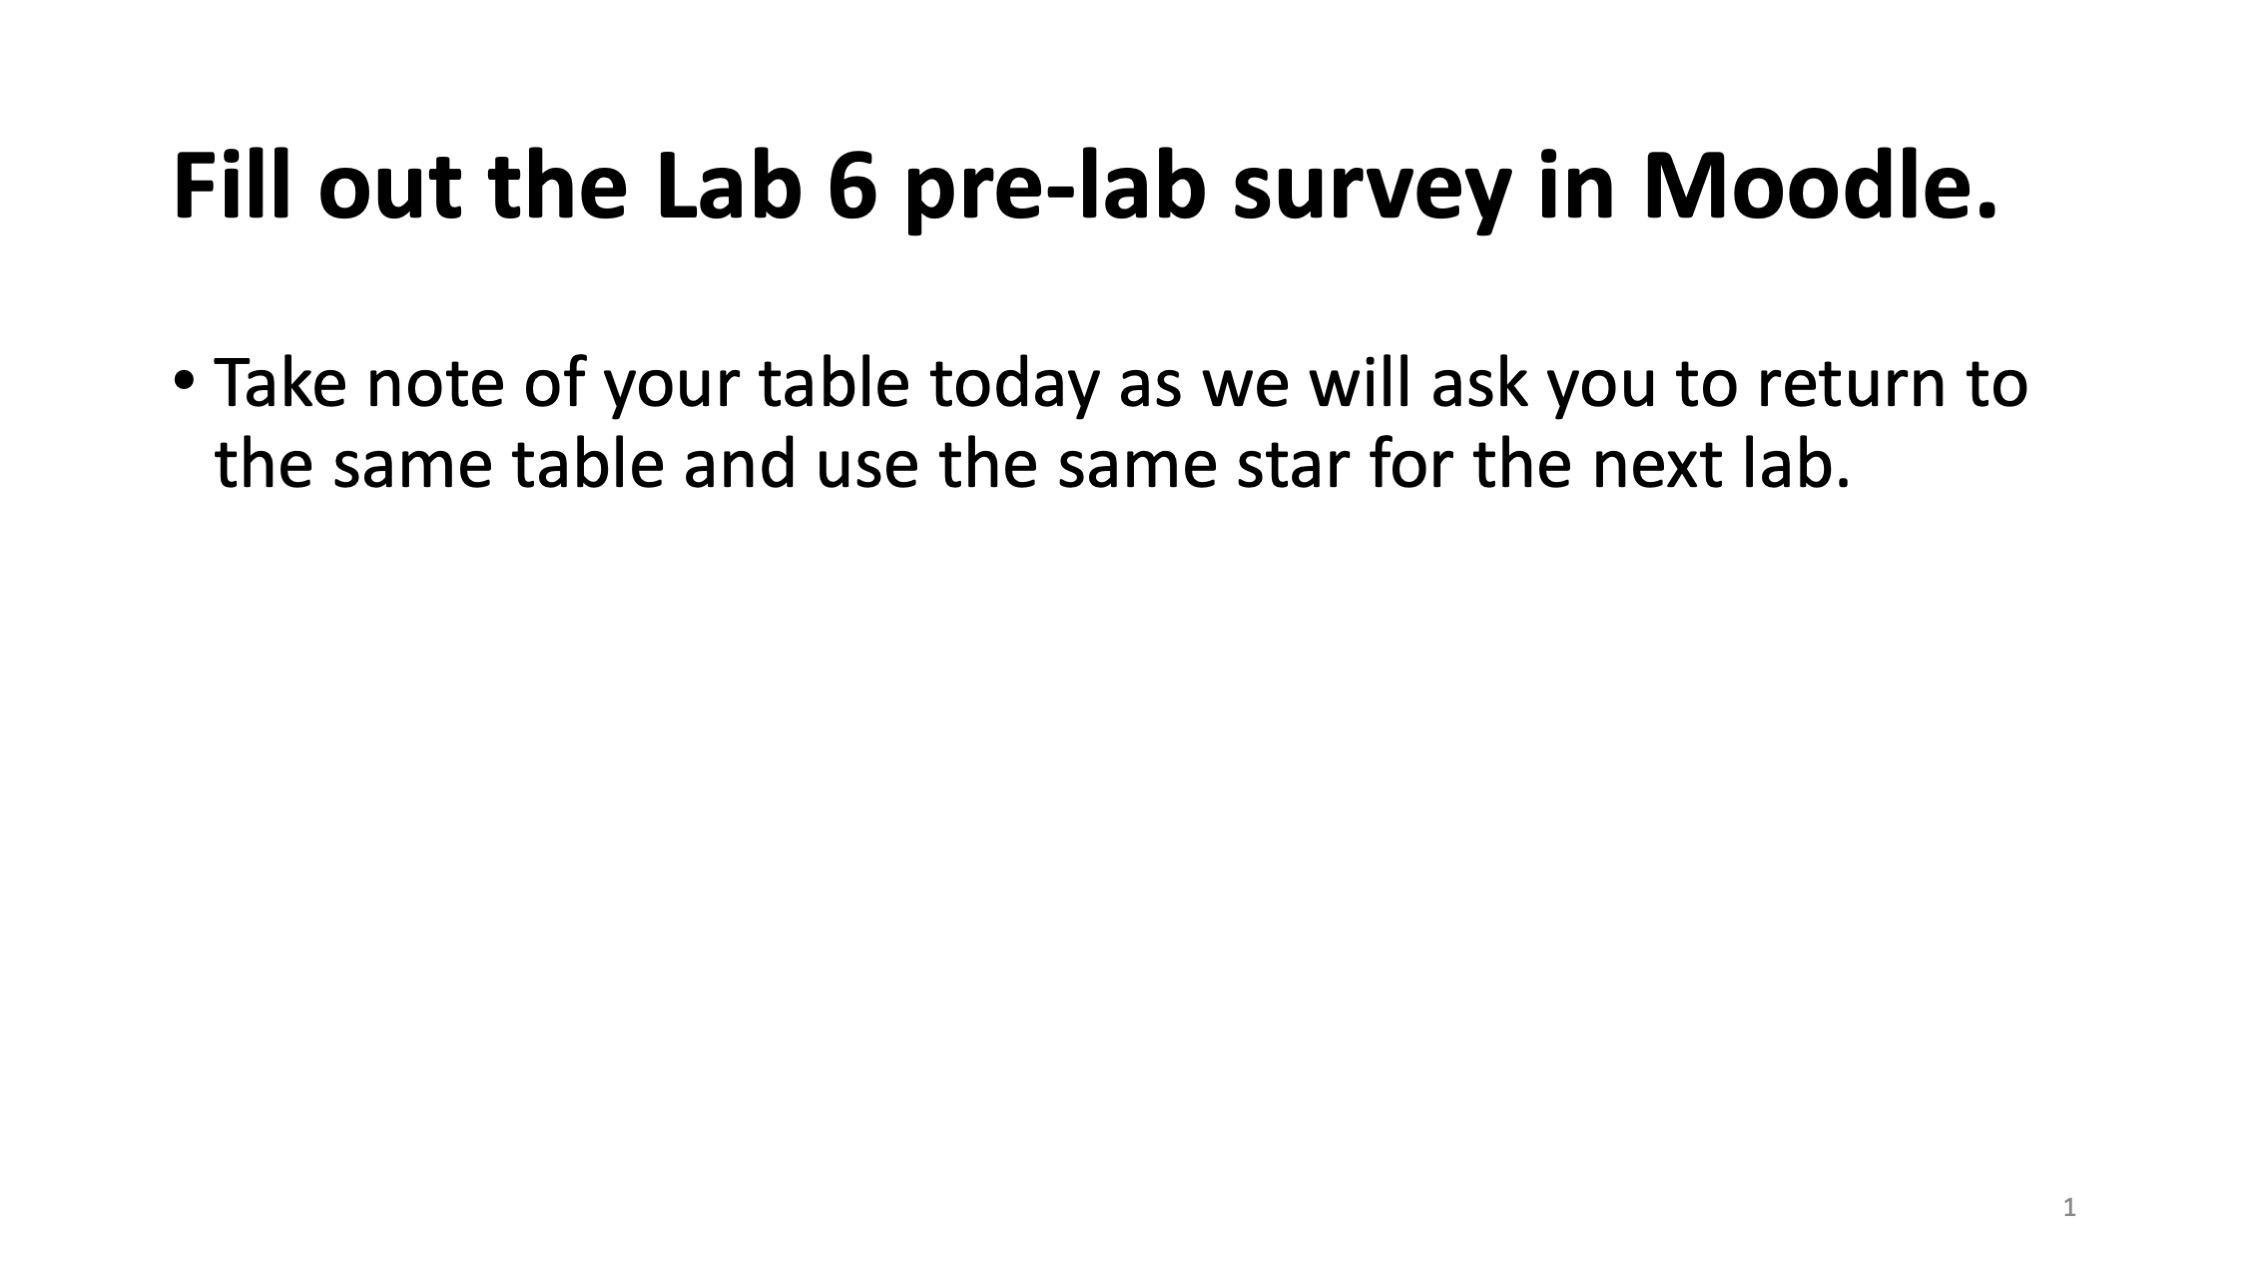 Fill out the Lab 6 pre-lab survey in Moodle.
• Take note of your table today as we will ask you to return to
the same table and use the same star for the next lab.
1